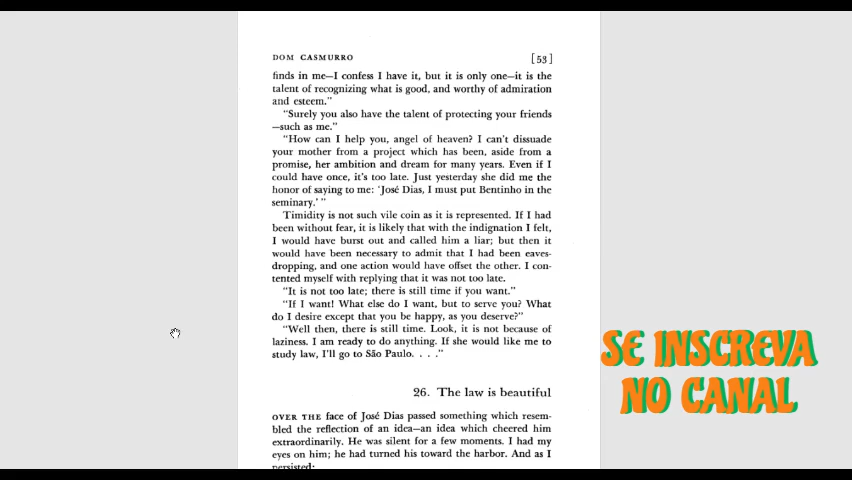 DOM CASMURRO [53]
finds in me—I confess I have it, but it is only one—it is the
talent of recognizing what is good, and worthy of admiration
and esteem."
"Surely you also have the talent of protecting your friends
—such as me."
"How can I help you, angel of heaven? I can't dissuade
your mother from a project which has been, aside from a
promise, her ambition and dream for many years. Even if I
could have once, it's too late. Just yesterday she did me the
honor of saying to me: 'José Dias, I must put Bentinho in the
seminary.' "
Timidity is not such vile coin as it is represented. If I had
been without fear, it is likely that with the indignation I felt,
I would have burst out and called him a liar; but then it
would have been necessary to admit that I had been eaves-
dropping, and one action would have offset the other. I con-
tented myself with replying that it was not too late.
"It is not too late; there is still time if you want."
"If I want! What else do I want, but to serve you? What
do I desire except that you be happy, as you deserve?"
"Well then, there is still time. Look, it is not because of
laziness. I am ready to do anything. If she would like me to
study law, I'll go to São Paulo. . . ."
26. The law is beautiful
OVER THE face of José Dias passed something which resem-
bled the reflection of an idea—an idea which cheered him
extraordinarily. He was silent for a few moments. I had my
eyes on him; he had turned his toward the harbor. And as I
persisted:
SE INSCREVA
NO CANAL